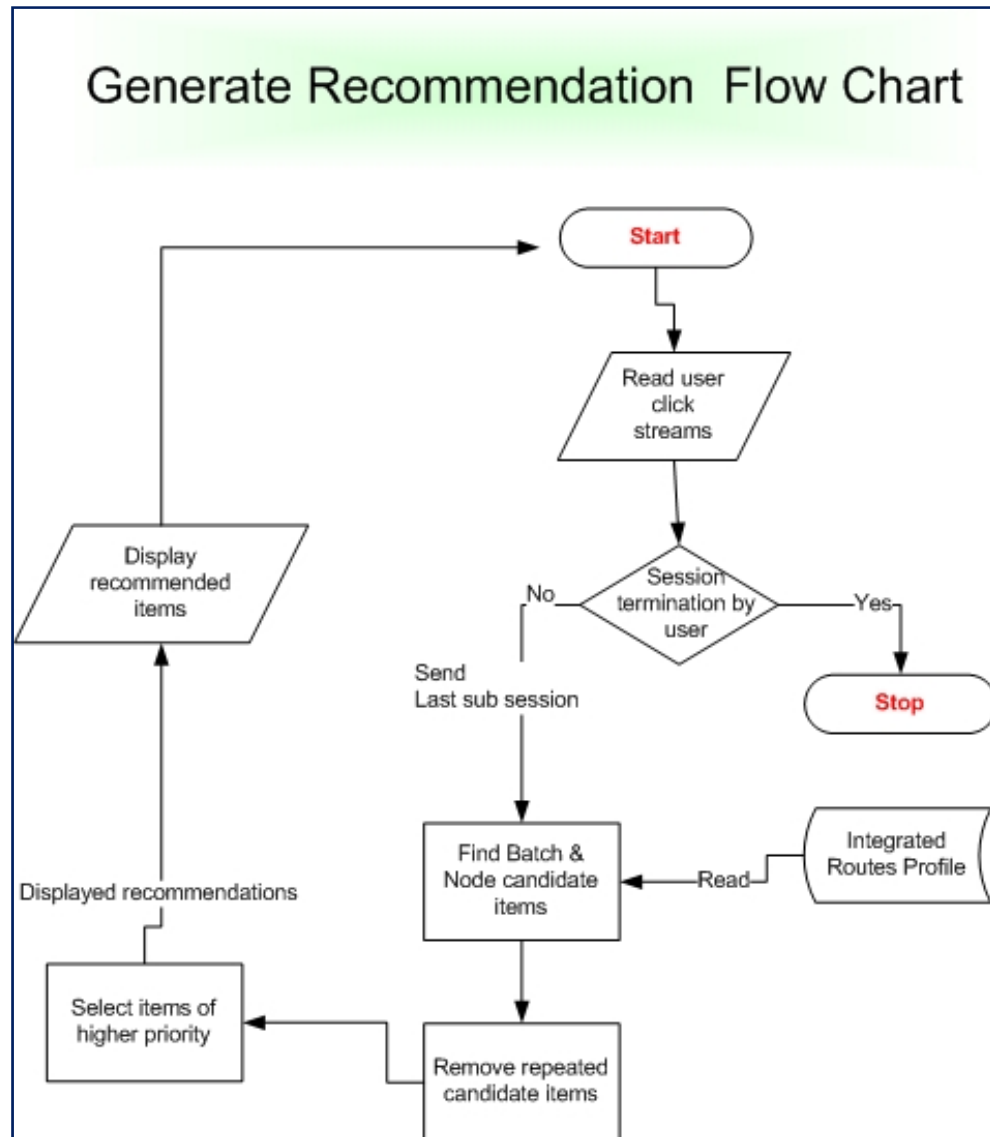 Generate Recommendation Flow Chart
Start
Read user
click
streams
Session
termination by
user
No
Yes
Send
Last sub session
Stop
Display
recommended
items
Find Batch &
Node candidate
items
Read
Integrated
Routes Profile
Displayed recommendations
Select items of
higher priority
Remove repeated
candidate items